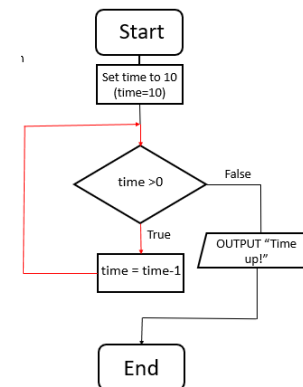 Start
n
Set time to 10
(time=10)
time >0
False
True
OUTPUT “Time
up!”
time = time-1
End